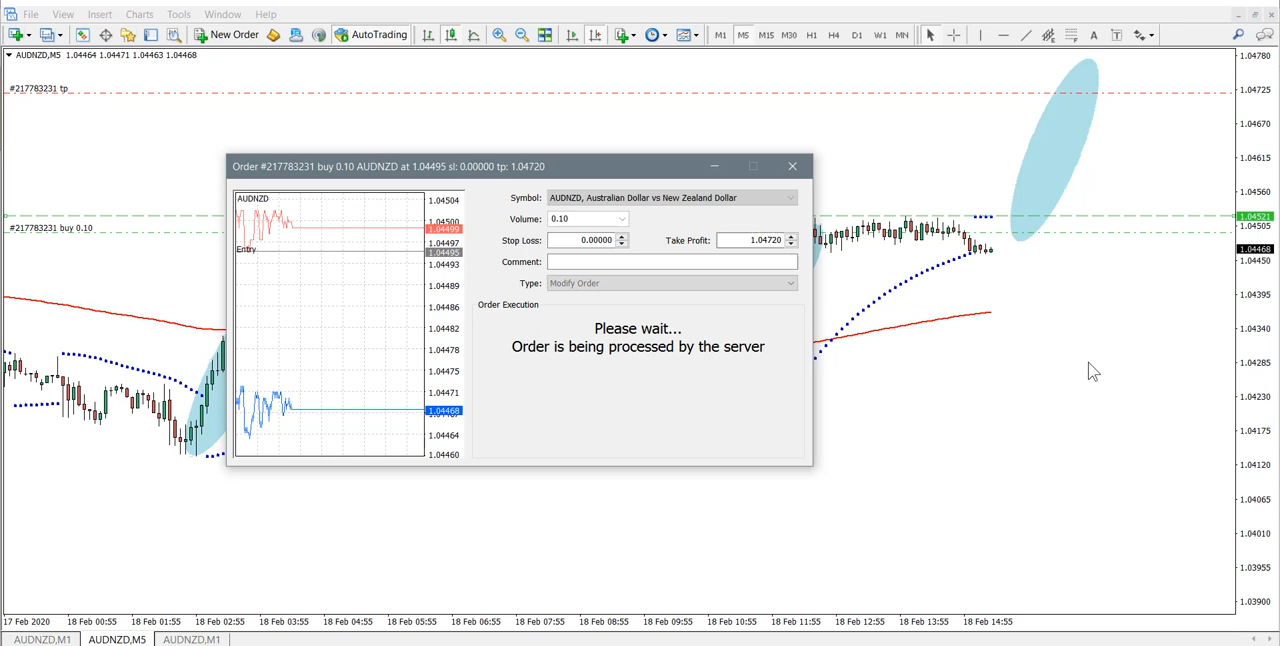 File View Insert Charts Tools Window Help
New Order AutoTrading M1 M5 M15 M30 H1 H4 D1 W1 MN A T
AUDNZD,M5 1.04464 1.04471 1.04463 1.04468
#217783231 tp
#217783231 buy 0.10
Order #217783231 buy 0.10 AUDNZD at 1.04495 sl: 0.00000 tp: 1.04720
AUDNZD
Entry
1.04504
1.04500
1.04499
1.04497
1.04495
1.04493
1.04489
1.04486
1.04482
1.04478
1.04475
1.04471
1.04468
1.04464
1.04460
Symbol: AUDNZD, Australian Dollar vs New Zealand Dollar
Volume: 0.10
Stop Loss: 0.00000 Take Profit: 1.04720
Comment:
Type: Modify Order
Order Execution
Please wait...
Order is being processed by the server
1.04780
1.04725
1.04670
1.04615
1.04560
1.04521
1.04505
1.04468
1.04450
1.04395
1.04340
1.04285
1.04230
1.04175
1.04120
1.04065
1.04010
1.03955
1.03900
17 Feb 2020 18 Feb 00:55 18 Feb 01:55 18 Feb 02:55 18 Feb 03:55 18 Feb 04:55 18 Feb 05:55 18 Feb 06:55 18 Feb 07:55 18 Feb 08:55 18 Feb 09:55 18 Feb 10:55 18 Feb 11:55 18 Feb 12:55 18 Feb 13:55 18 Feb 14:55
AUDNZD,M1 AUDNZD,M5 AUDNZD,M1